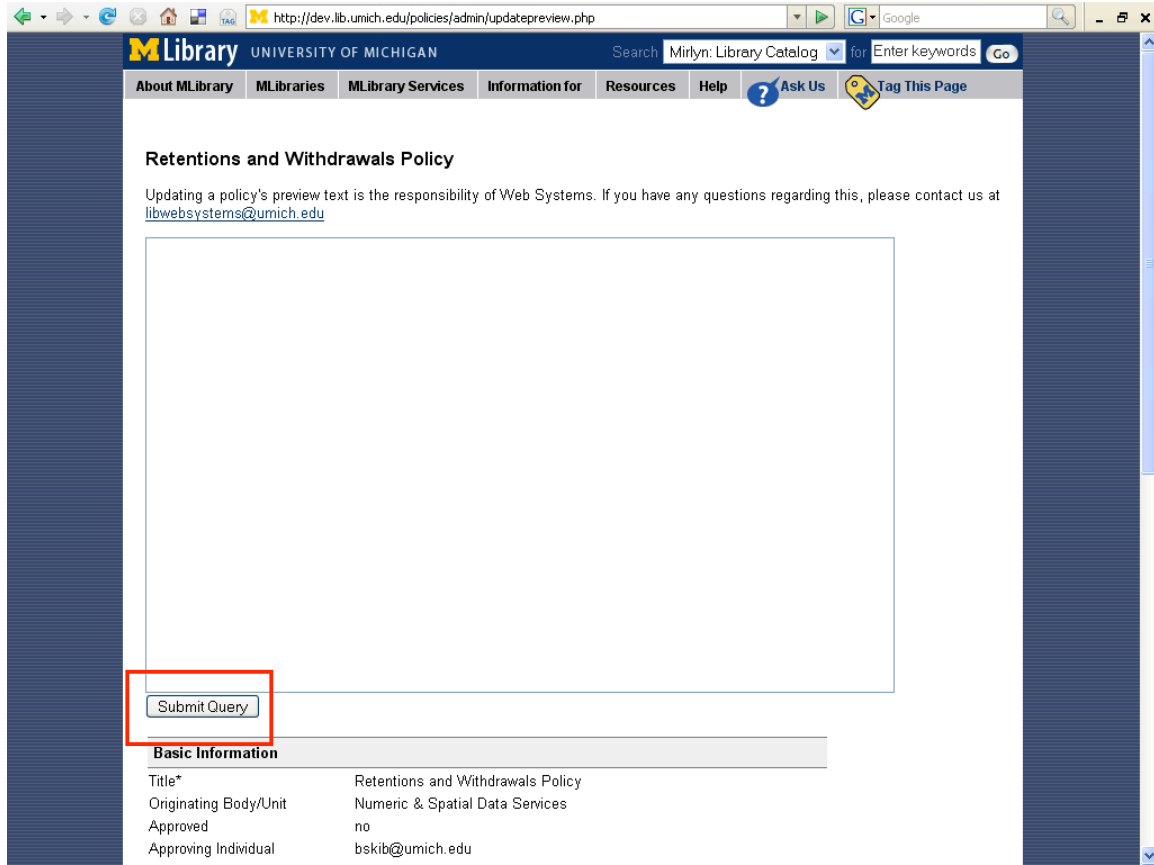 TAG http://dev.lib.umich.edu/policies/admin/updatepreview.php G Google
MLibrary UNIVERSITY OF MICHIGAN Search Mirlyn: Library Catalog for Enter keywords Go
About MLibrary MLibraries MLibrary Services Information for Resources Help ? Ask Us Tag This Page
Retentions and Withdrawals Policy
Updating a policy's preview text is the responsibility of Web Systems. If you have any questions regarding this, please contact us at
libwebsystems@umich.edu
Submit Query
Basic Information
Title* Retentions and Withdrawals Policy
Originating Body/Unit Numeric & Spatial Data Services
Approved no
Approving Individual bskib@umich.edu